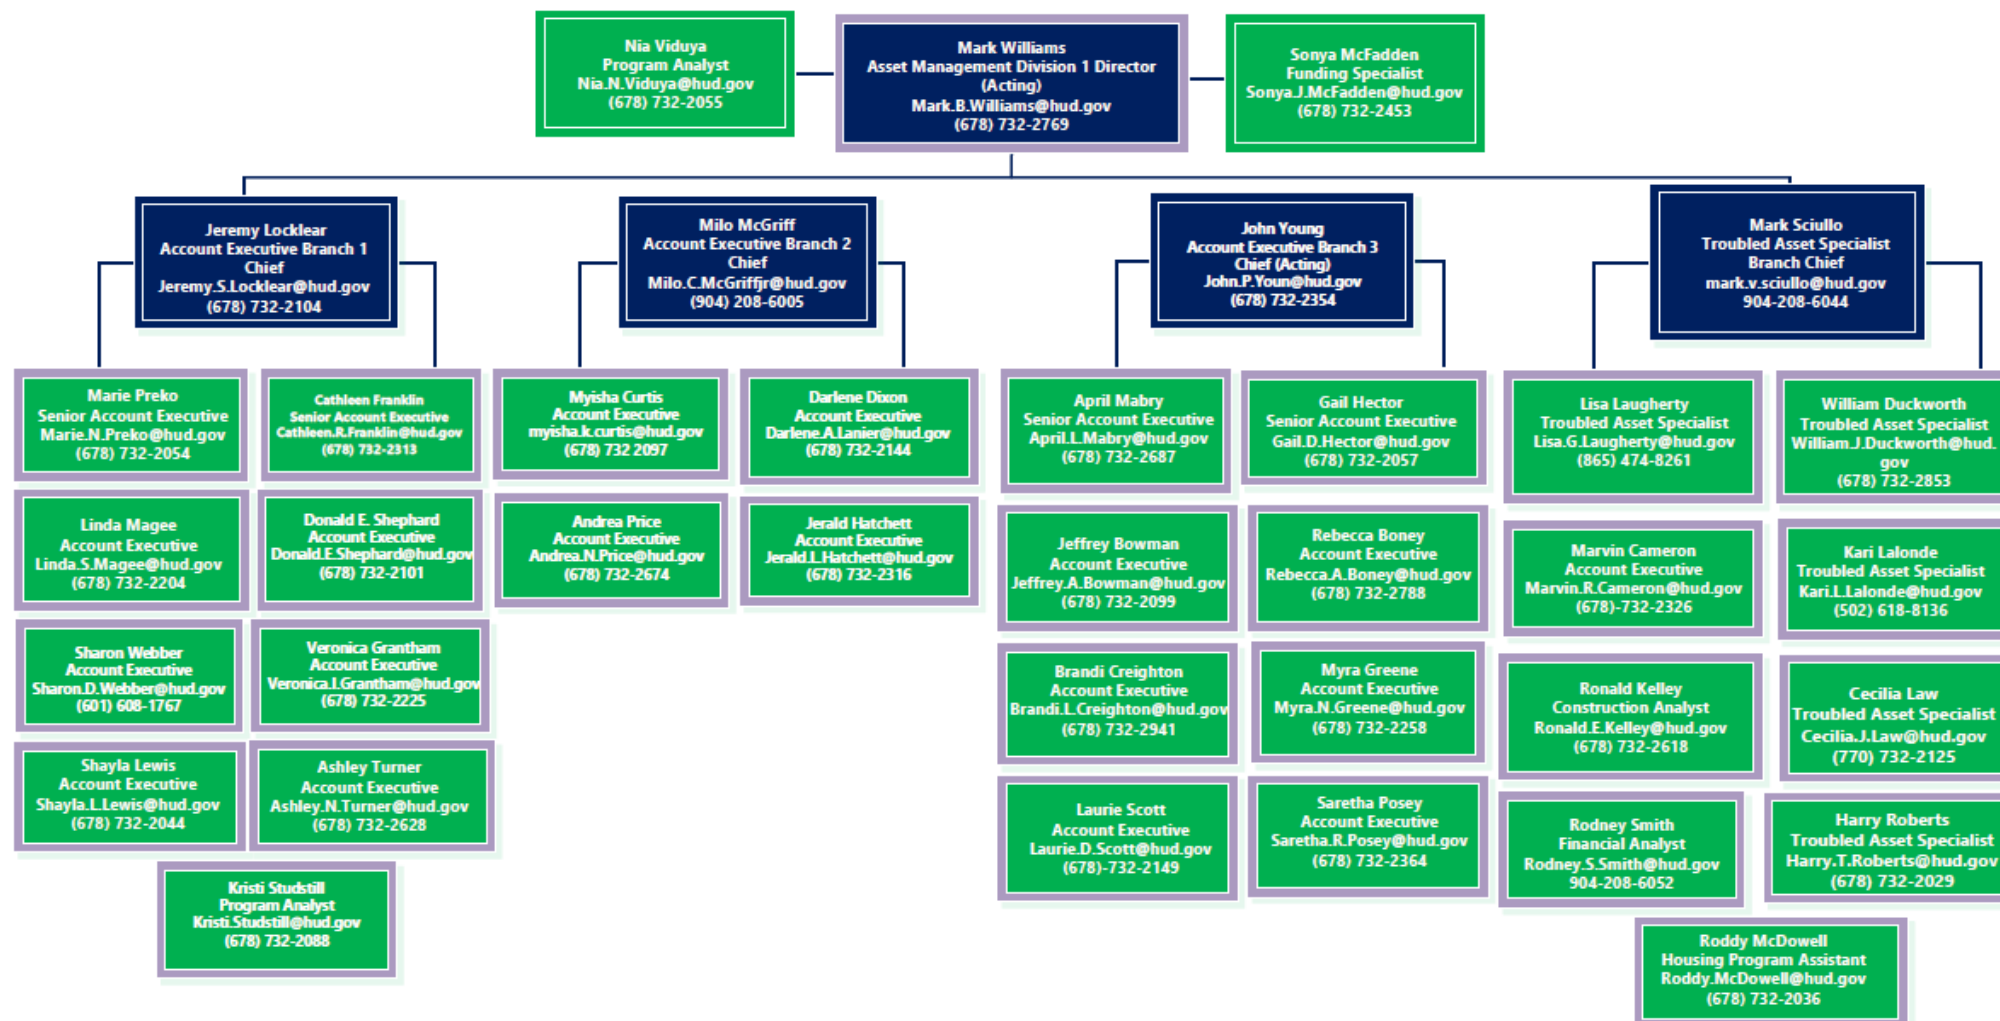 Nia Viduya
Program Analyst
Nia.N.Viduya@hud.gov
(678) 732-2055
Mark Williams
Asset Management Division 1 Director
(Acting)
Mark.B.Williams@hud.gov
(678) 732-2769
Sonya McFadden
Funding Specialist
Sonya.J.McFadden@hud.gov
(678) 732-2453
Jeremy Locklear
Account Executive Branch 1
Chief
Jeremy.S.Locklear@hud.gov
(678) 732-2104
Milo McGriff
Account Executive Branch 2
Chief
Milo.C.McGriffjr@hud.gov
(904) 208-6005
John Young
Account Executive Branch 3
Chief (Acting)
John.P.Youn@hud.gov
(678) 732-2354
Mark Sciullo
Troubled Asset Specialist
Branch Chief
mark.v.sciullo@hud.gov
904-208-6044
Marie Preko
Senior Account Executive
Marie.N.Preko@hud.gov
(678) 732-2054
Cathleen Franklin
Senior Account Executive
Cathleen.R.Franklin@hud.gov
(678) 732-2313
Myisha Curtis
Account Executive
myisha.k.curtis@hud.gov
(678) 732 2097
Darlene Dixon
Account Executive
Darlene.A.Lanier@hud.gov
(678) 732-2144
April Mabry
Senior Account Executive
April.L.Mabry@hud.gov
(678) 732-2687
Gail Hector
Senior Account Executive
Gail.D.Hector@hud.gov
(678) 732-2057
Lisa Laugherty
Troubled Asset Specialist
Lisa.G.Laugherty@hud.gov
(865) 474-8261
William Duckworth
Troubled Asset Specialist
William.J.Duckworth@hud.
gov
(678) 732-2853
Linda Magee
Account Executive
Linda.S.Magee@hud.gov
(678) 732-2204
Donald E. Shephard
Account Executive
Donald.E.Shephard@hud.gov
(678) 732-2101
Andrea Price
Account Executive
Andrea.N.Price@hud.gov
(678) 732-2674
Jerald Hatchett
Account Executive
Jerald.L.Hatchett@hud.gov
(678) 732-2316
Jeffrey Bowman
Account Executive
Jeffrey.A.Bowman@hud.gov
(678) 732-2099
Rebecca Boney
Account Executive
Rebecca.A.Boney@hud.gov
(678) 732-2788
Marvin Cameron
Account Executive
Marvin.R.Cameron@hud.gov
(678)-732-2326
Kari Lalonde
Troubled Asset Specialist
Kari.L.Lalonde@hud.gov
(502) 618-8136
Sharon Webber
Account Executive
Sharon.D.Webber@hud.gov
(601) 608-1767
Veronica Grantham
Account Executive
Veronica.I.Grantham@hud.gov
(678) 732-2225
Brandi Creighton
Account Executive
Brandi.L.Creighton@hud.gov
(678) 732-2941
Myra Greene
Account Executive
Myra.N.Greene@hud.gov
(678) 732-2258
Ronald Kelley
Construction Analyst
Ronald.E.Kelley@hud.gov
(678) 732-2618
Cecilia Law
Troubled Asset Specialist
Cecilia.J.Law@hud.gov
(770) 732-2125
Shayla Lewis
Account Executive
Shayla.L.Lewis@hud.gov
(678) 732-2044
Ashley Turner
Account Executive
Ashley.N.Turner@hud.gov
(678) 732-2628
Laurie Scott
Account Executive
Laurie.D.Scott@hud.gov
(678)-732-2149
Saretha Posey
Account Executive
Saretha.R.Posey@hud.gov
(678) 732-2364
Rodney Smith
Financial Analyst
Rodney.S.Smith@hud.gov
904-208-6052
Harry Roberts
Troubled Asset Specialist
Harry.T.Roberts@hud.gov
(678) 732-2029
Kristi Studstill
Program Analyst
Kristi.Studstill@hud.gov
(678) 732-2088
Roddy McDowell
Housing Program Assistant
Roddy.McDowell@hud.gov
(678) 732-2036